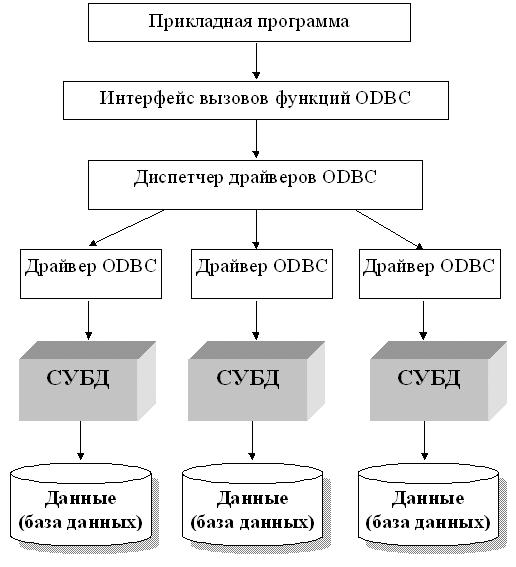 Прикладная программа
Интерфейс вызовов функций ODBC
Диспетчер драйверов ODBC
Драйвер ODBC
Драйвер ODBC
Драйвер ODBC
СУБД
СУБД
СУБД
Данные
(база данных)
Данные
(база данных)
Данные
(база данных)